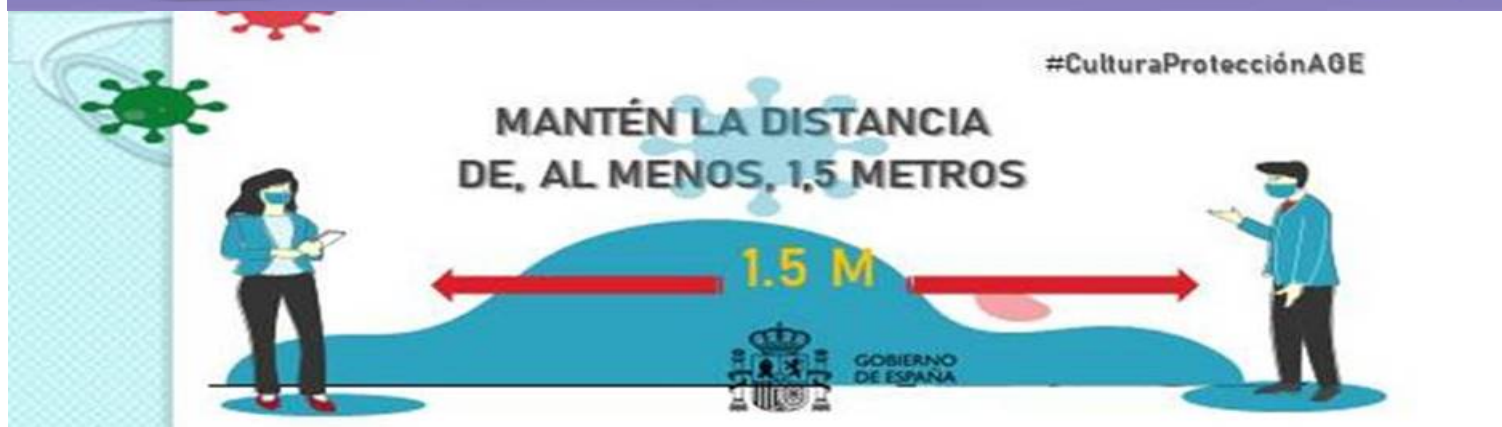 #CulturaProtecciónAGE
MANTÉN LA DISTANCIA
DE, AL MENOS, 1,5 METROS
1.5 M
GOBIERNO
DE ESPAÑA